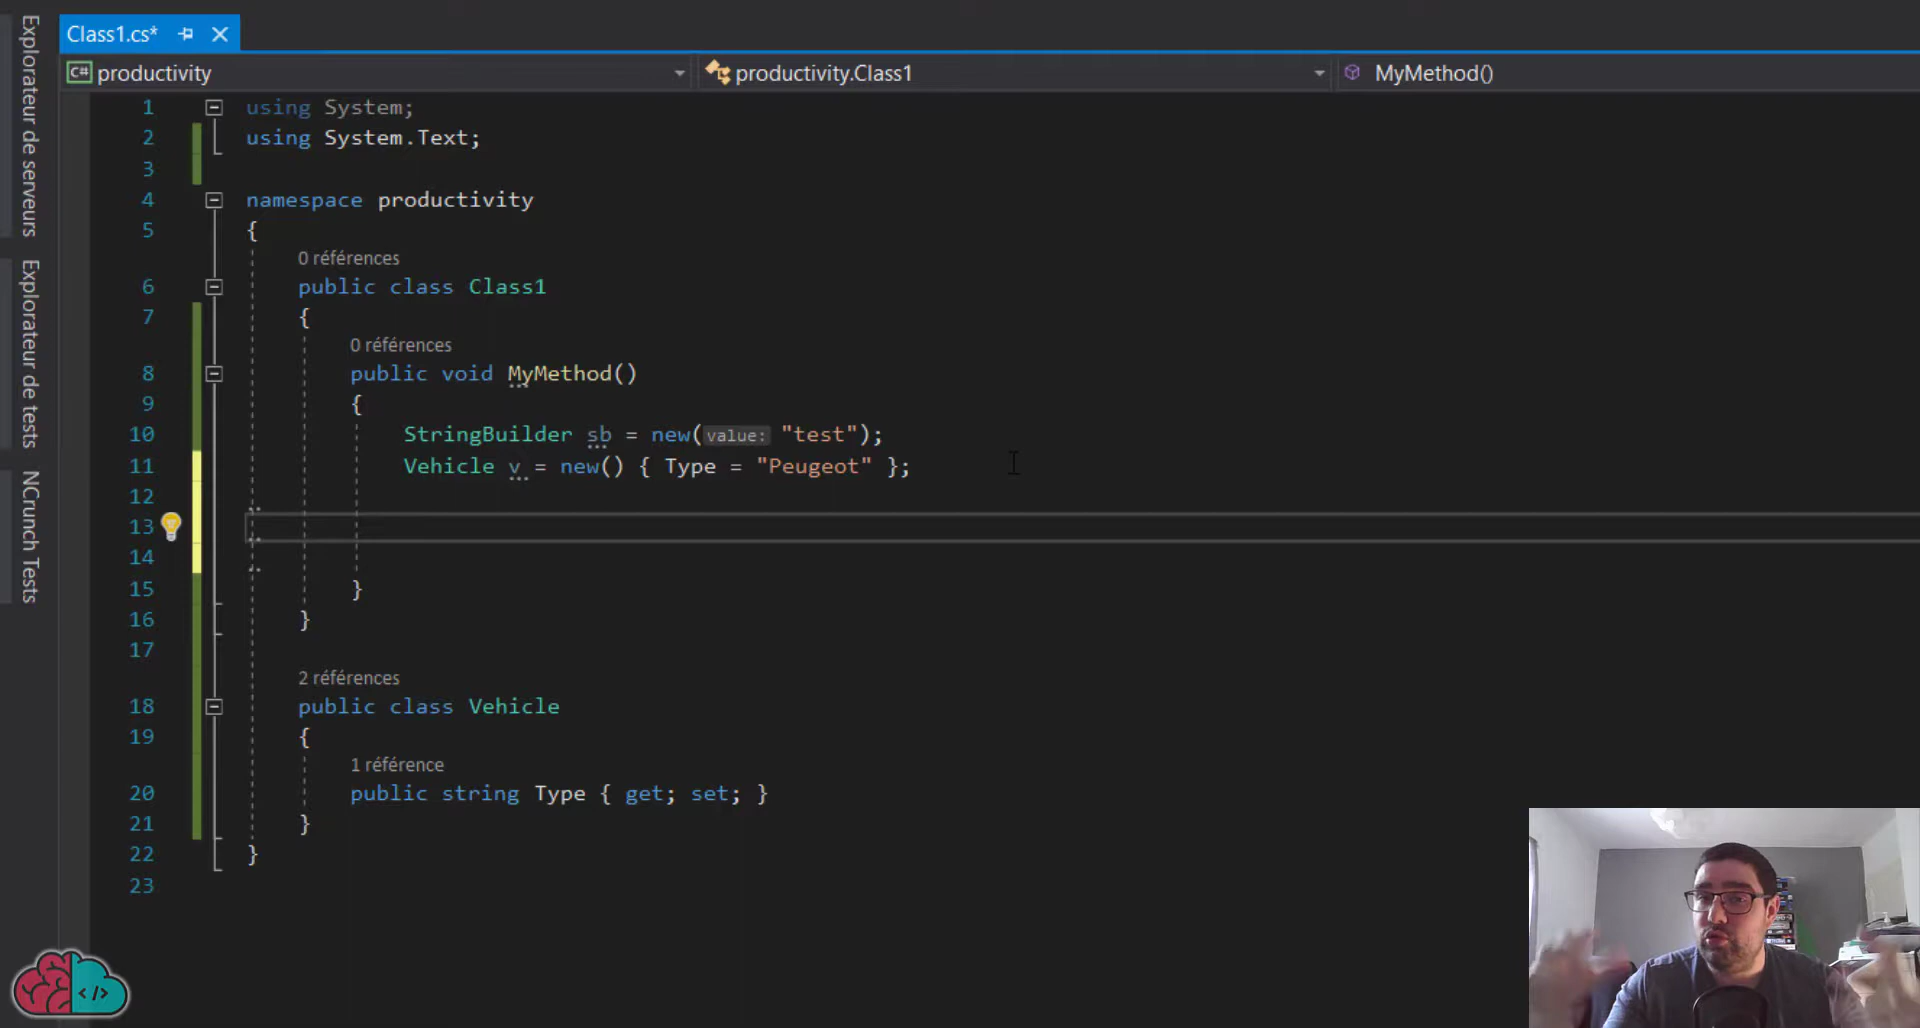 Explorateur de serveurs
Explorateur de tests
NCrunch Tests
Class1.cs*
C# productivity
productivity.Class1
MyMethod()
1 using System;
2 using System.Text;
3
4 namespace productivity
5 {
0 références
6 public class Class1
7 {
0 références
8 public void MyMethod()
9 {
10 StringBuilder sb = new(value: "test");
11 Vehicle v = new() { Type = "Peugeot" };
12
13
14
15 }
16 }
17
2 références
18 public class Vehicle
19 {
1 référence
20 public string Type { get; set; }
21 }
22 }
23
</>